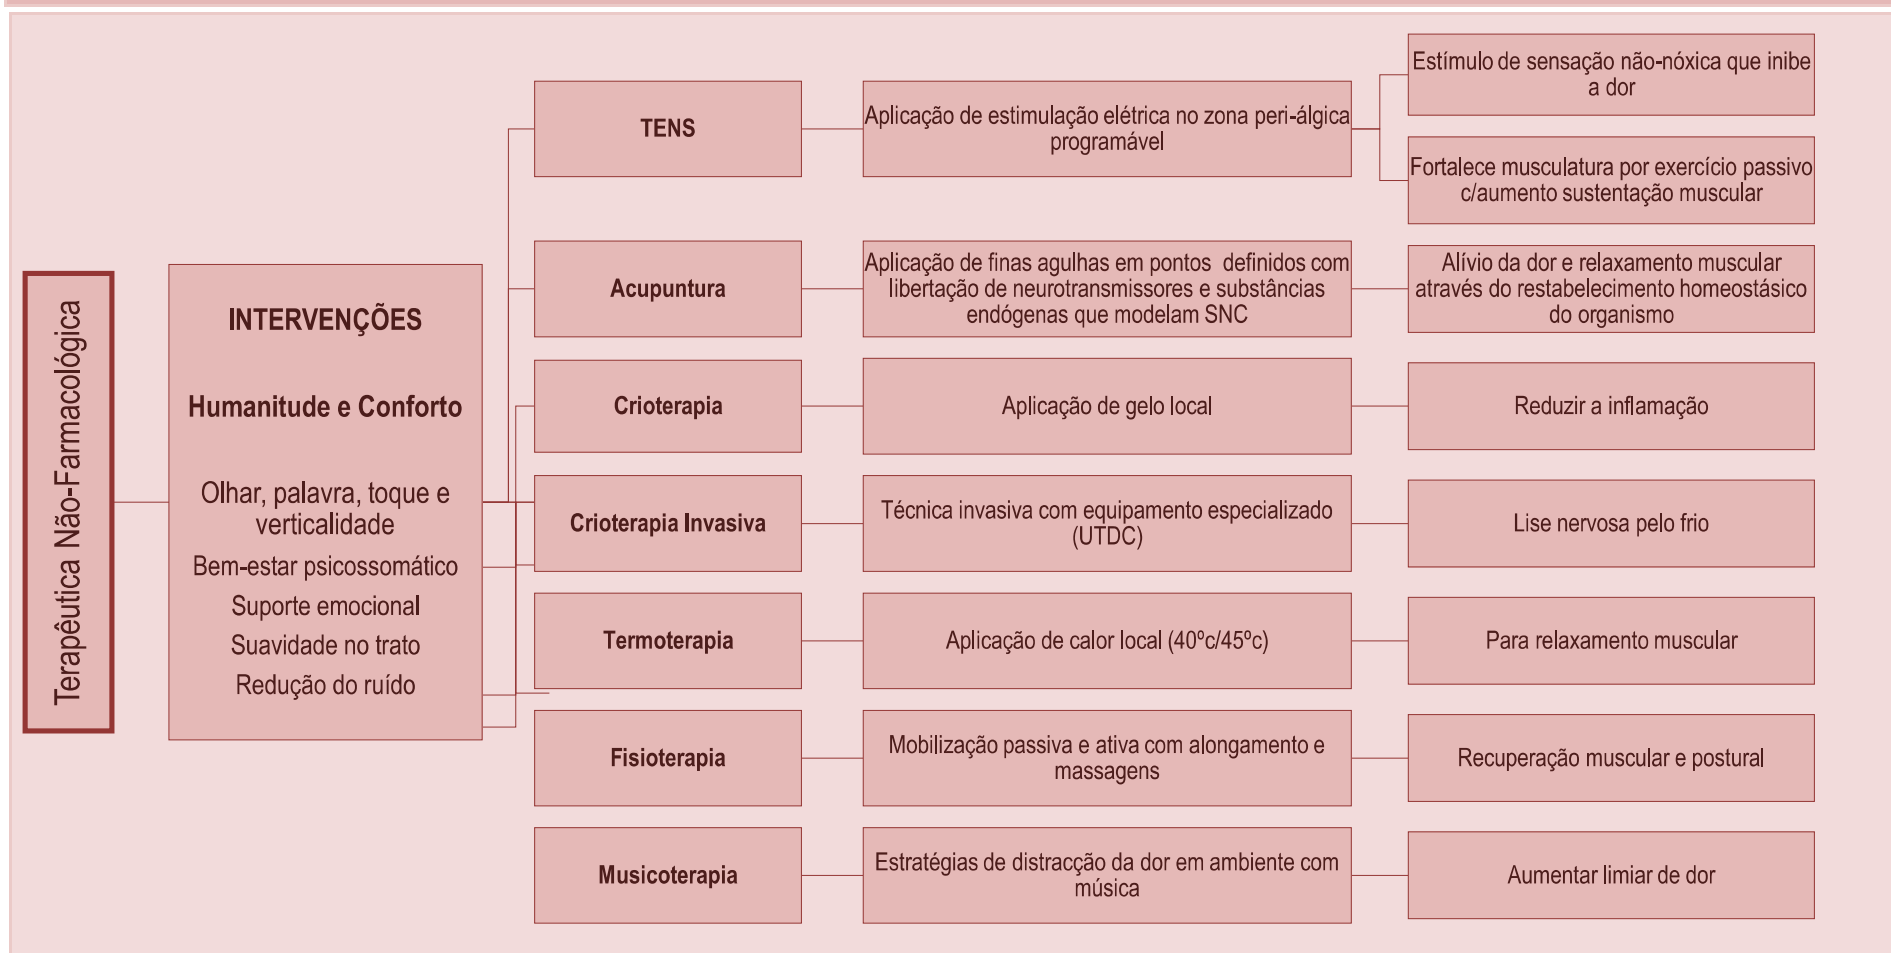 Terapêutica Não-Farmacológica
INTERVENÇÕES
Humanitude e Conforto
Olhar, palavra, toque e
verticalidade
Bem-estar psicossomático
Suporte emocional
Suavidade no trato
Redução do ruído
TENS
Aplicação de estimulação elétrica no zona peri-álgica
programável
Estímulo de sensação não-nóxica que inibe
a dor
Fortalece musculatura por exercício passivo
c/aumento sustentação muscular
Acupuntura
Aplicação de finas agulhas em pontos definidos com
libertação de neurotransmissores e substâncias
endógenas que modelam SNC
Alívio da dor e relaxamento muscular
através do restabelecimento homeostásico
do organismo
Crioterapia
Aplicação de gelo local
Reduzir a inflamação
Crioterapia Invasiva
Técnica invasiva com equipamento especializado
(UTDC)
Lise nervosa pelo frio
Termoterapia
Aplicação de calor local (40ºc/45ºc)
Para relaxamento muscular
Fisioterapia
Mobilização passiva e ativa com alongamento e
massagens
Recuperação muscular e postural
Musicoterapia
Estratégias de distracção da dor em ambiente com
música
Aumentar limiar de dor